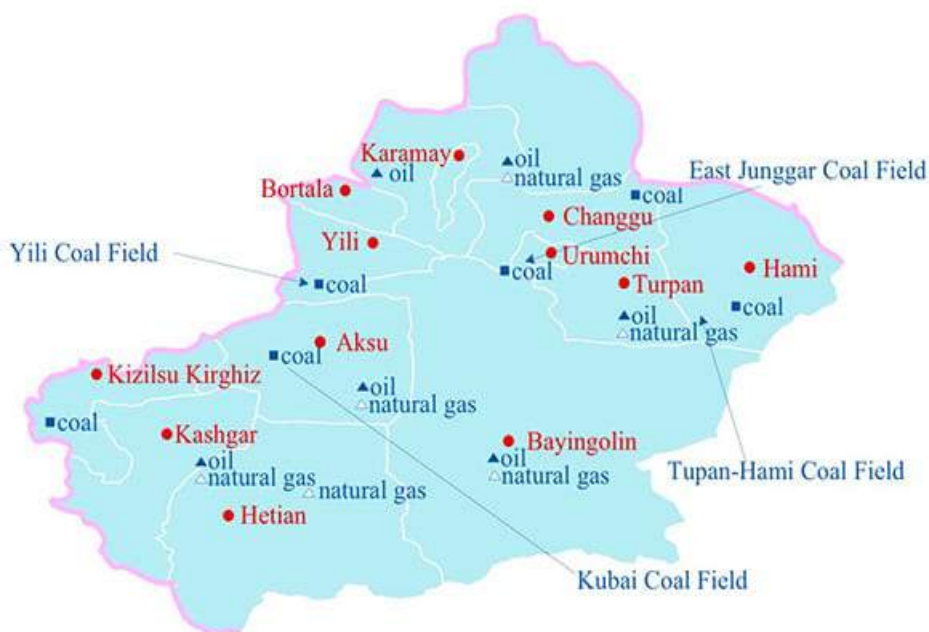 Karamay
oil
oil
natural gas
East Junggar Coal Field
Bortala
coal
Changgu
Yili
Yili Coal Field
Urumchi
coal
Hami
coal
Turpan
coal
oil
natural gas
Aksu
coal
Kizilsu Kirghiz
oil
natural gas
coal
Kashgar
Bayingolin
oil
natural gas
oil
natural gas
natural gas
Tupan-Hami Coal Field
Hetian
Kubai Coal Field